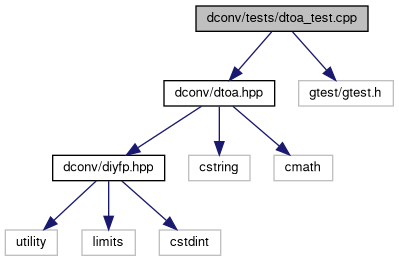 dconv/tests/dtoa_test.cpp
dconv/dtoa.hpp
gtest/gtest.h
dconv/diyfp.hpp
cstring
cmath
utility
limits
cstdint